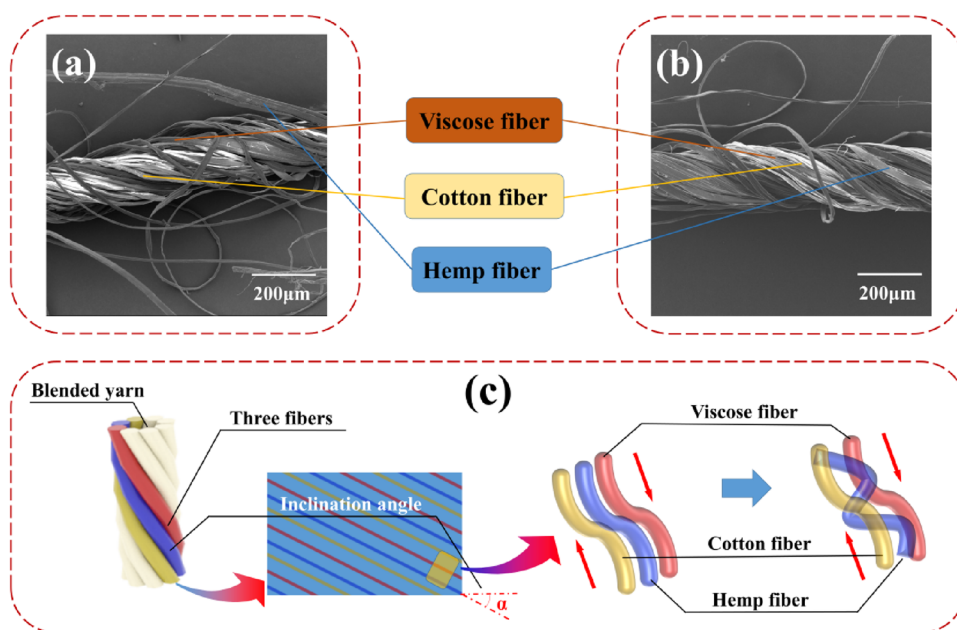 (a)
(b)
Viscose fiber
Cotton fiber
Hemp fiber
200μm
200μm
(c)
Blended yarn
Three fibers
Inclination angle
α
Viscose fiber
Cotton fiber
Hemp fiber